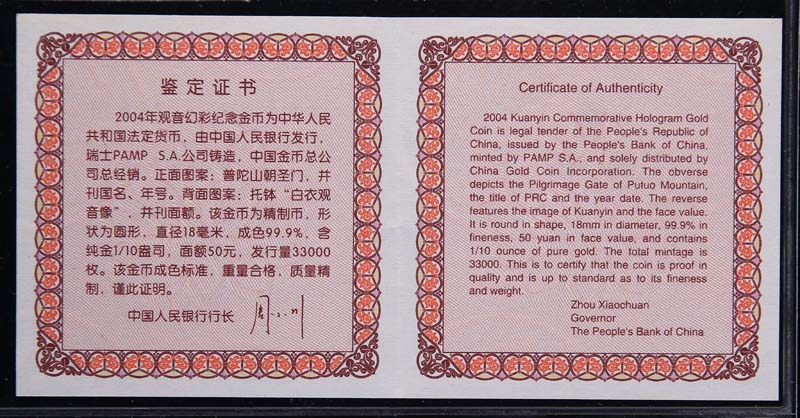 鉴定证书
2004年观音幻彩纪念金币为中华人民
共和国法定货币，由中国人民银行发行，
瑞士PAMP S.A.公司铸造，中国金币总公
司总经销。正面图案：普陀山朝圣门，并
刊国名、年号。背面图案：托钵“白衣观
音像”，并刊面额。该金币为精制币，形
状为圆形，直径18毫米，成色99.9%，含
纯金1/10盎司，面额50元，发行量33000
枚。该金币成色标准，重量合格，质量精
制，谨此证明。
中国人民银行行长 周小川
Certificate of Authenticity
2004 Kuanyin Commemorative Hologram Gold
Coin is legal tender of the People's Republic of
China, issued by the People's Bank of China,
minted by PAMP S.A., and solely distributed by
China Gold Coin Incorporation. The obverse
depicts the Pilgrimage Gate of Putuo Mountain,
the title of PRC and the year date. The reverse
features the image of Kuanyin and the face value.
It is round in shape, 18mm in diameter, 99.9% in
fineness, 50 yuan in face value, and contains
1/10 ounce of pure gold. The total mintage is
33000. This is to certify that the coin is proof in
quality and is up to standard as to its fineness
and weight.
Zhou Xiaochuan
Governor
The People's Bank of China